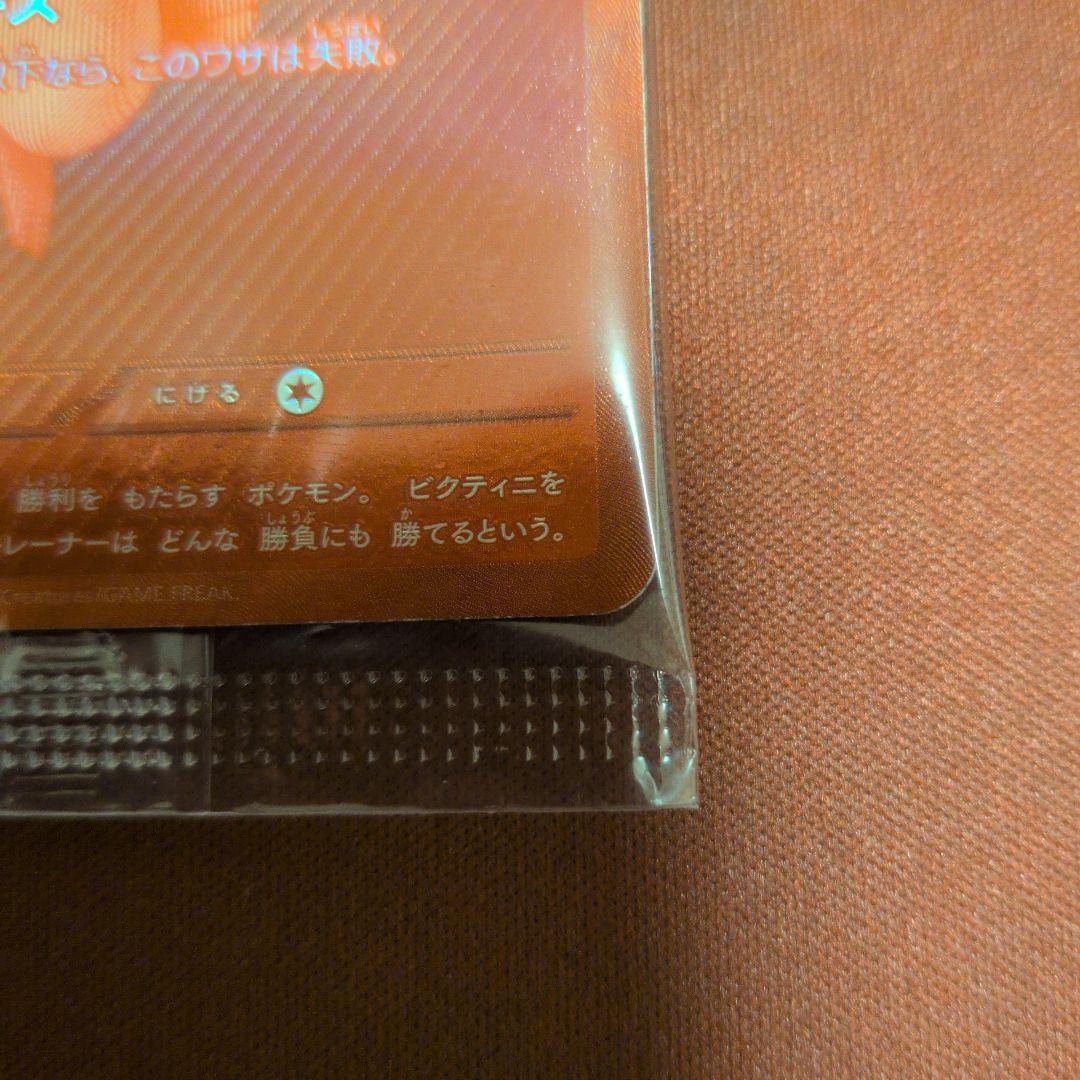 ース
下なら、このワザは失敗。
にげる
勝利を もたらす ポケモン。 ビクティニを
レーナーは どんな 勝負にも 勝てるという。
Creatures/GAME FREAK.